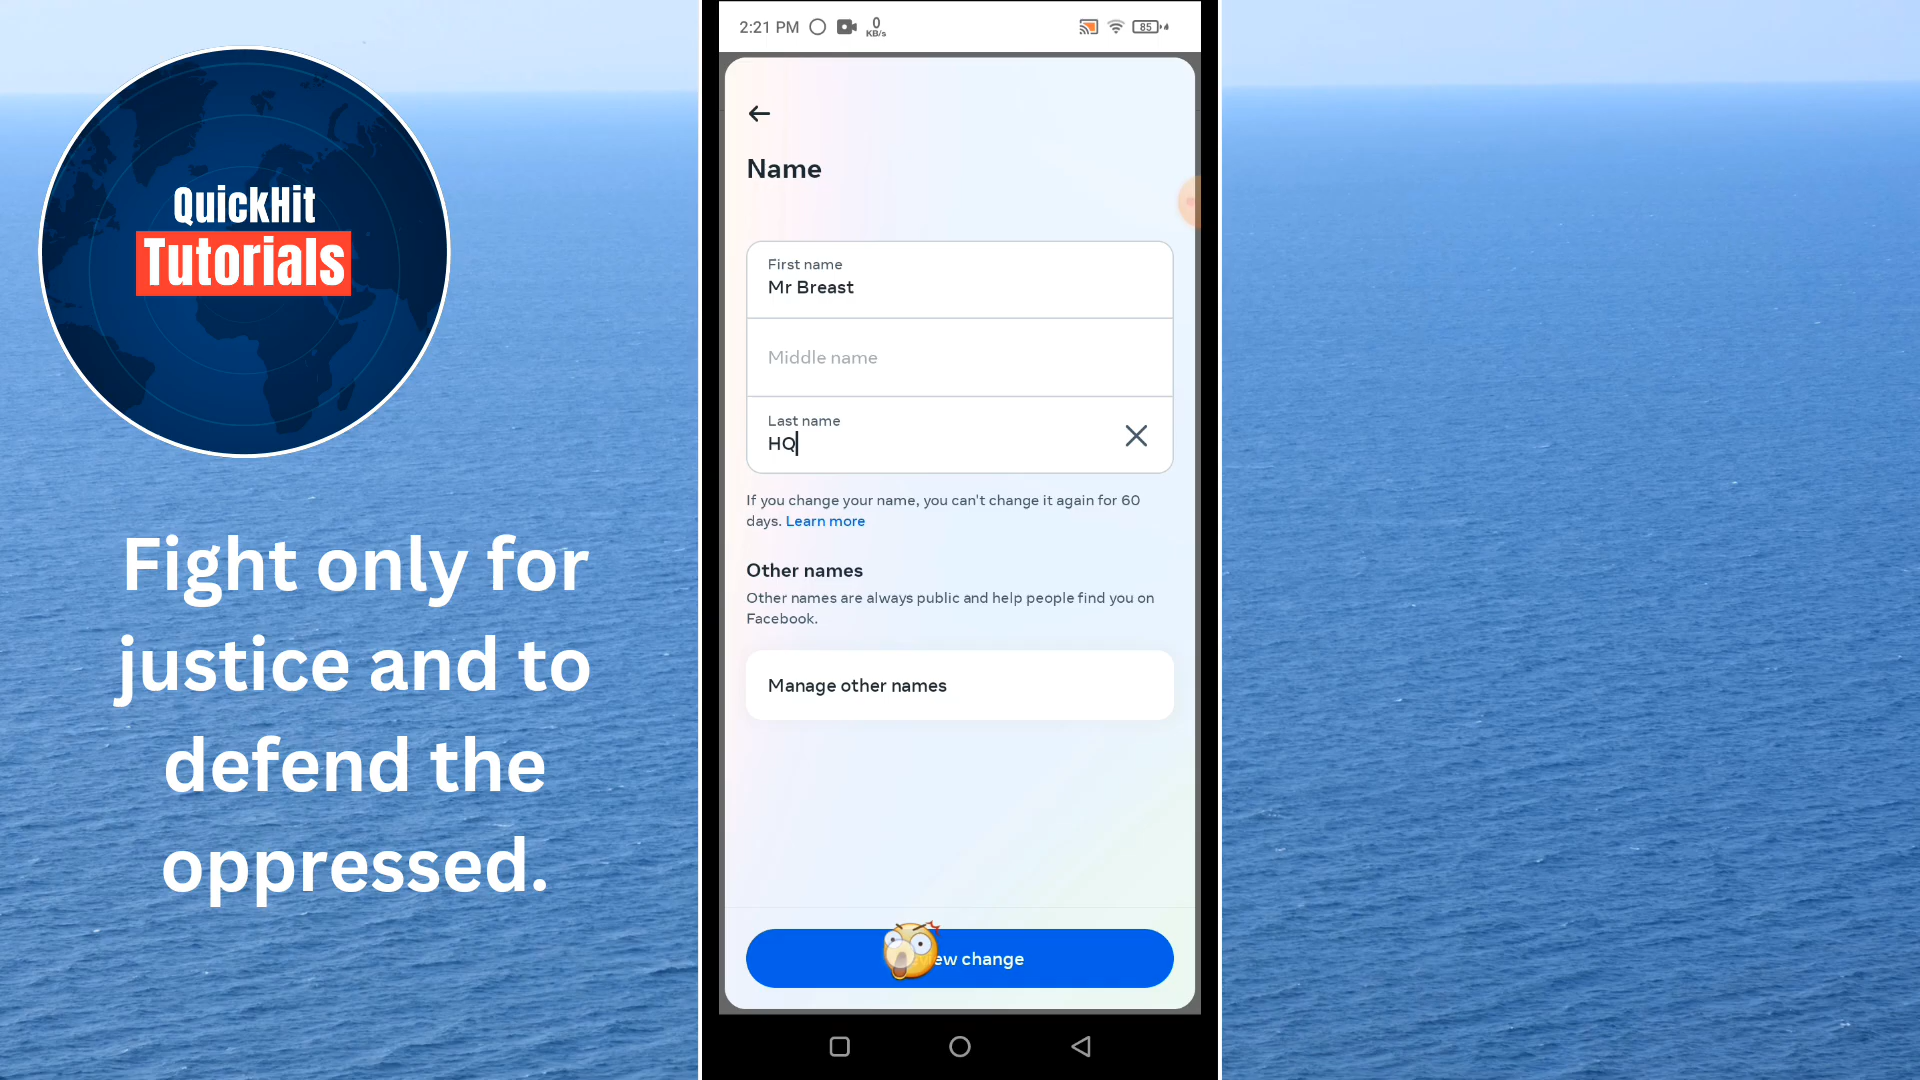 QuickHit
Tutorials
Fight only for
justice and to
defend the
oppressed.
2:21 PM
0
KB/s
85
Name
First name
Mr Breast
Middle name
Last name
HQ
If you change your name, you can't change it again for 60
days. Learn more
Other names
Other names are always public and help people find you on
Facebook.
Manage other names
ew change